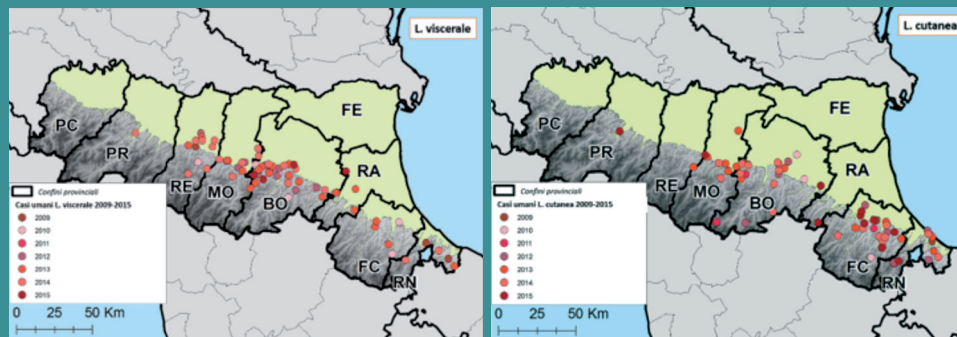 L. viscerale
PC
PR
RE
MO
BO
FE
RA
FC
RN
Confini provinciali
Casi umani L. viscerale 2009-2015
2009
2010
2011
2012
2013
2014
2015
0 25 50 Km
L. cutanea
PC
PR
RE
MO
BO
FE
RA
FC
RN
Confini provinciali
Casi umani L. cutanea 2009-2015
2009
2010
2011
2012
2013
2014
2015
0 25 50 Km